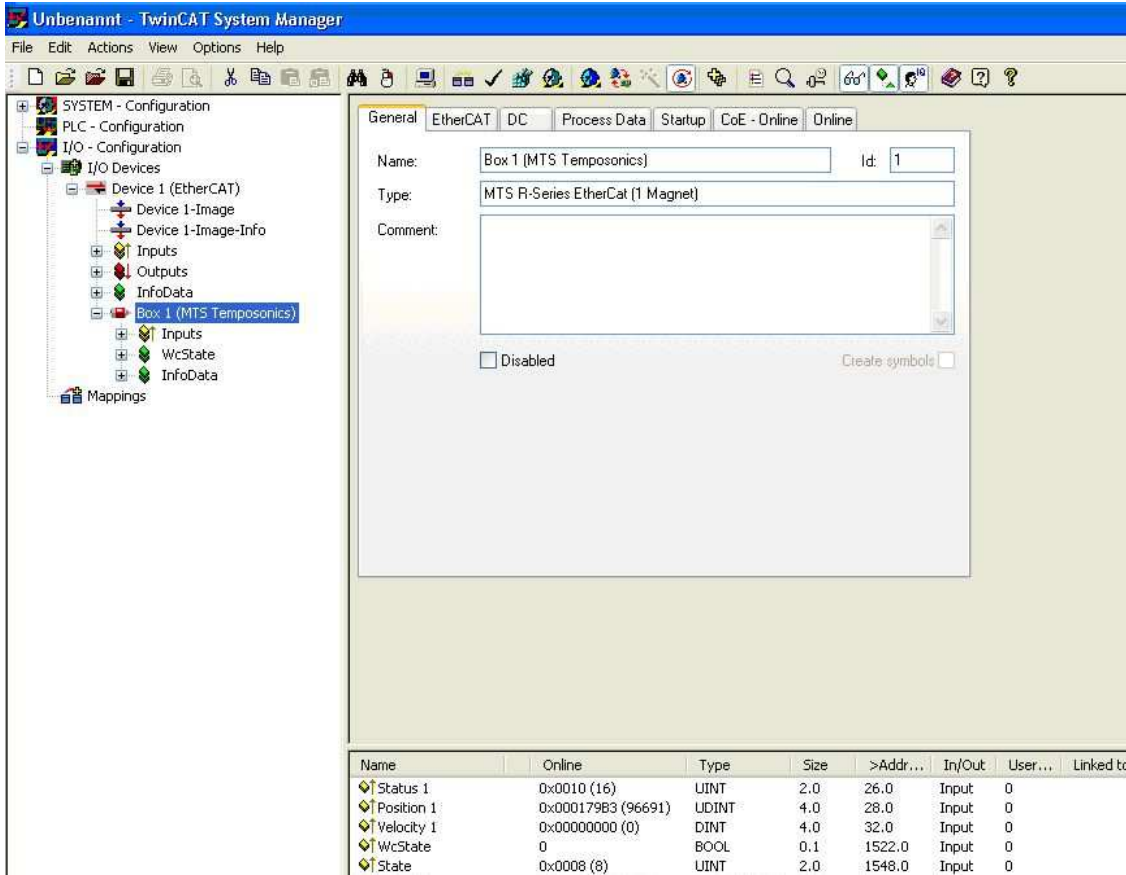 Unbenannt - TwinCAT System Manager
File Edit Actions View Options Help
SYSTEM - Configuration
PLC - Configuration
I/O - Configuration
I/O Devices
Device 1 (EtherCAT)
Device 1-Image
Device 1-Image-Info
Inputs
Outputs
InfoData
Box 1 (MTS Temposonics)
Inputs
WcState
InfoData
Mappings
General EtherCAT DC Process Data Startup CoE - Online Online
Name: Box 1 (MTS Temposonics) Id: 1
Type: MTS R-Series EtherCat (1 Magnet)
Comment:
Disabled Create symbols
Name Online Type Size >Addr... In/Out User... Linked to
Status 1 0x0010 (16) UINT 2.0 26.0 Input 0
Position 1 0x000179B3 (96691) UDINT 4.0 28.0 Input 0
Velocity 1 0x00000000 (0) DINT 4.0 32.0 Input 0
WcState 0 BOOL 0.1 1522.0 Input 0
State 0x0008 (8) UINT 2.0 1548.0 Input 0